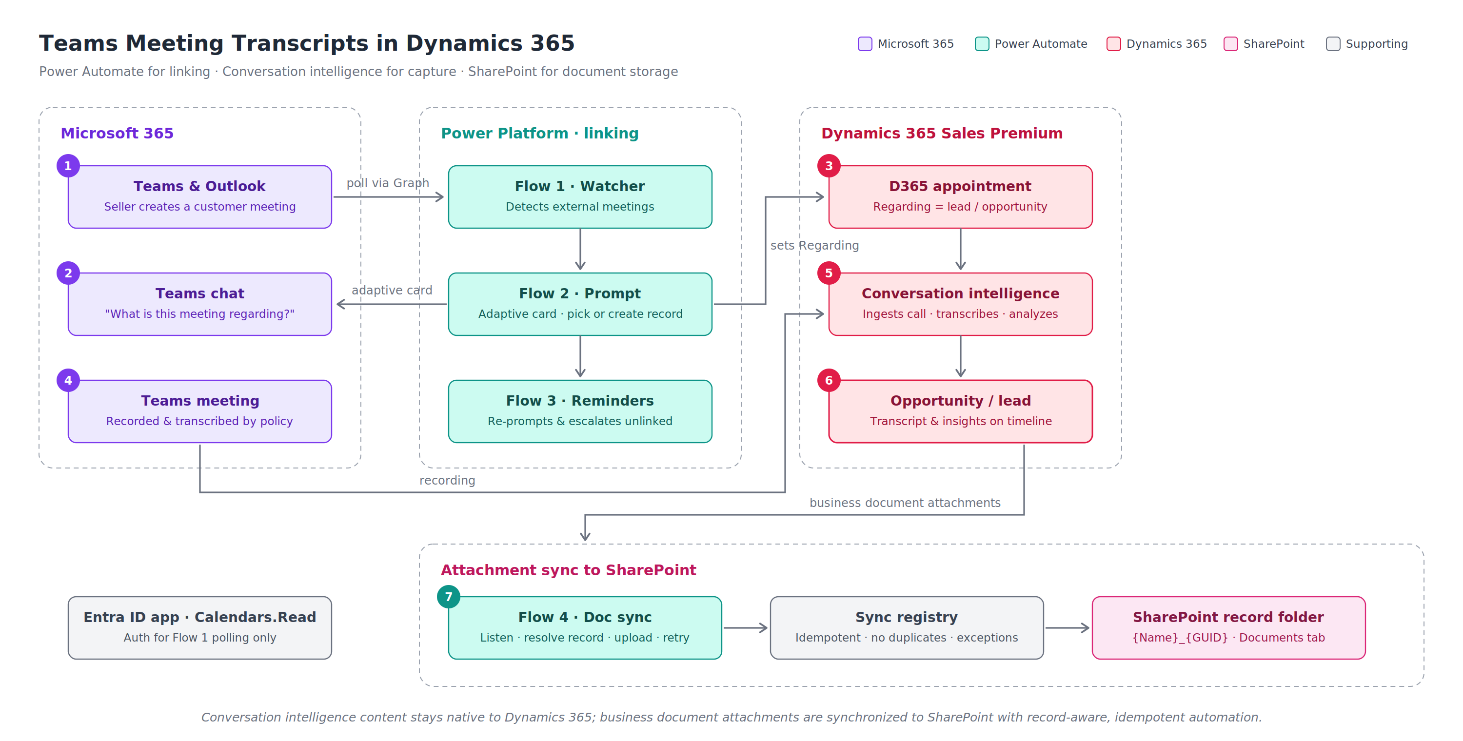 Teams Meeting Transcripts in Dynamics 365
Power Automate for linking · Conversation intelligence for capture · SharePoint for document storage
Microsoft 365
Power Automate
Dynamics 365
SharePoint
Supporting
Microsoft 365
1
Teams & Outlook
Seller creates a customer meeting
2
Teams chat
"What is this meeting regarding?"
4
Teams meeting
Recorded & transcribed by policy
poll via Graph
adaptive card
Power Platform · linking
Flow 1 · Watcher
Detects external meetings
Flow 2 · Prompt
Adaptive card · pick or create record
Flow 3 · Reminders
Re-prompts & escalates unlinked
sets Regarding
Dynamics 365 Sales Premium
3
D365 appointment
Regarding = lead / opportunity
5
Conversation intelligence
Ingests call · transcribes · analyzes
6
Opportunity / lead
Transcript & insights on timeline
recording
business document attachments
Entra ID app · Calendars.Read
Auth for Flow 1 polling only
Attachment sync to SharePoint
7
Flow 4 · Doc sync
Listen · resolve record · upload · retry
Sync registry
Idempotent · no duplicates · exceptions
SharePoint record folder
{Name}_{GUID} · Documents tab
Conversation intelligence content stays native to Dynamics 365; business document attachments are synchronized to SharePoint with record-aware, idempotent automation.